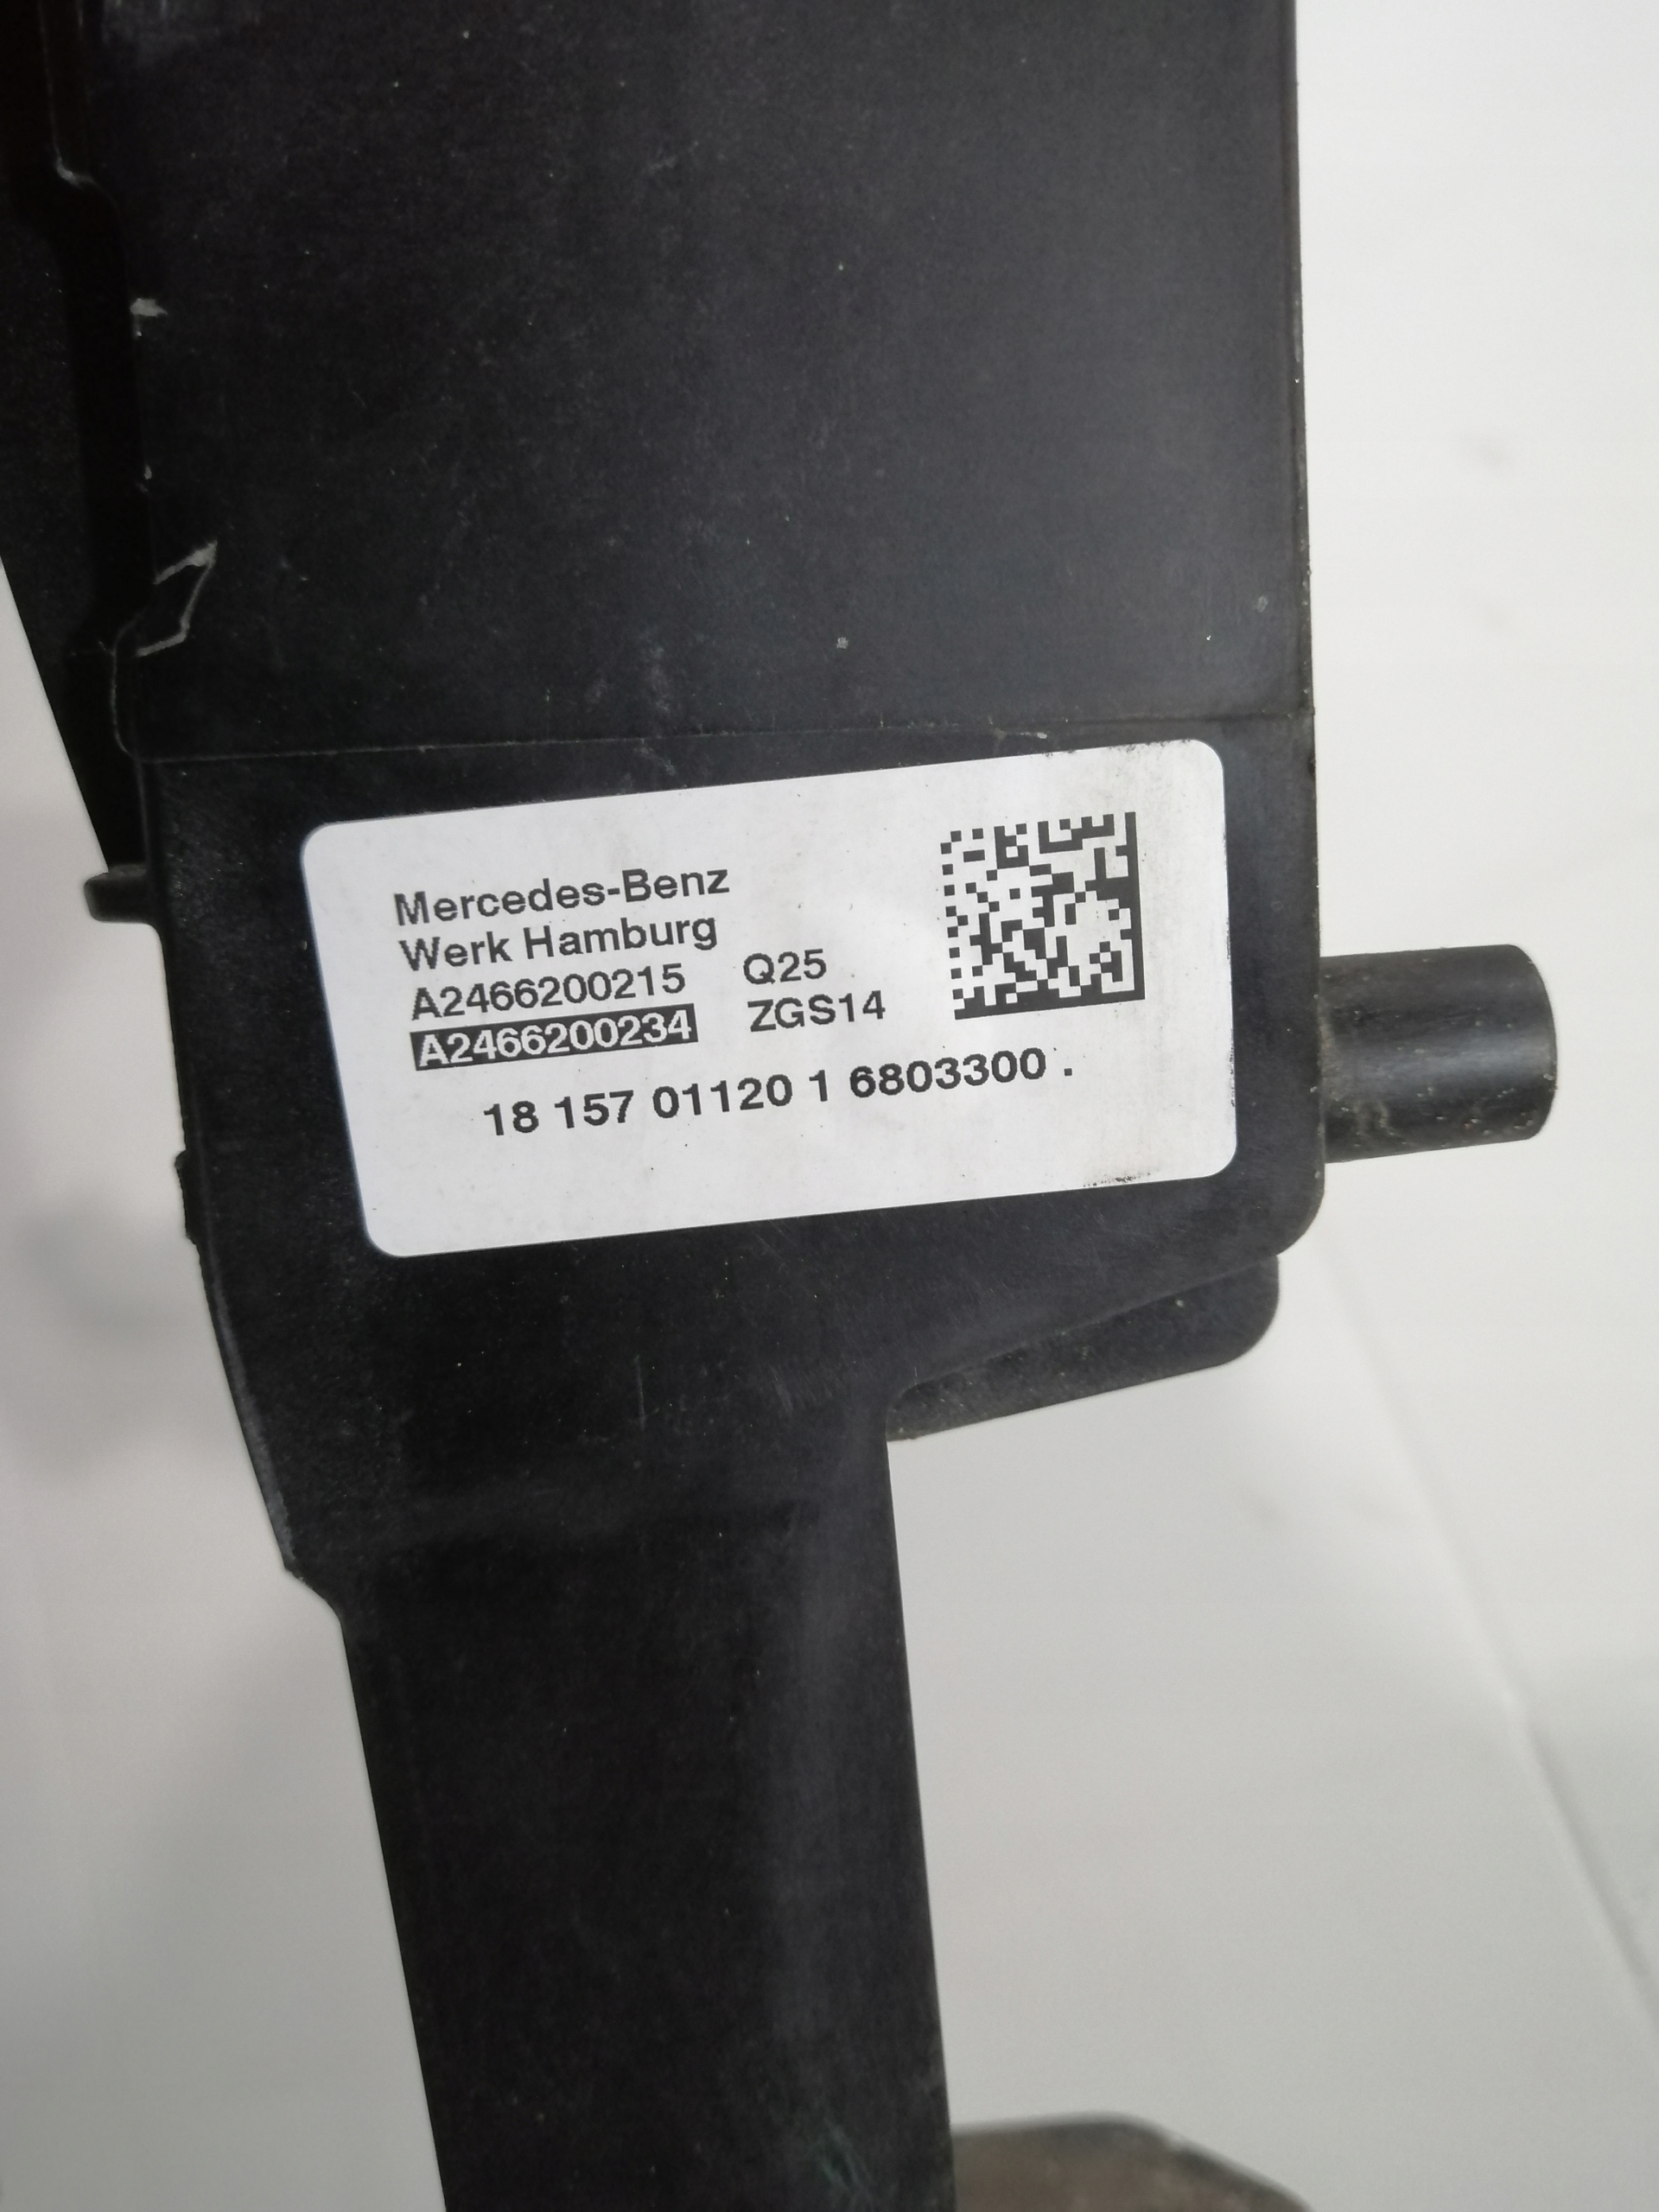 Mercedes-Benz
Werk Hamburg
A2466200215 Q25
A2466200234 ZGS14
18 157 01120 1 6803300 .